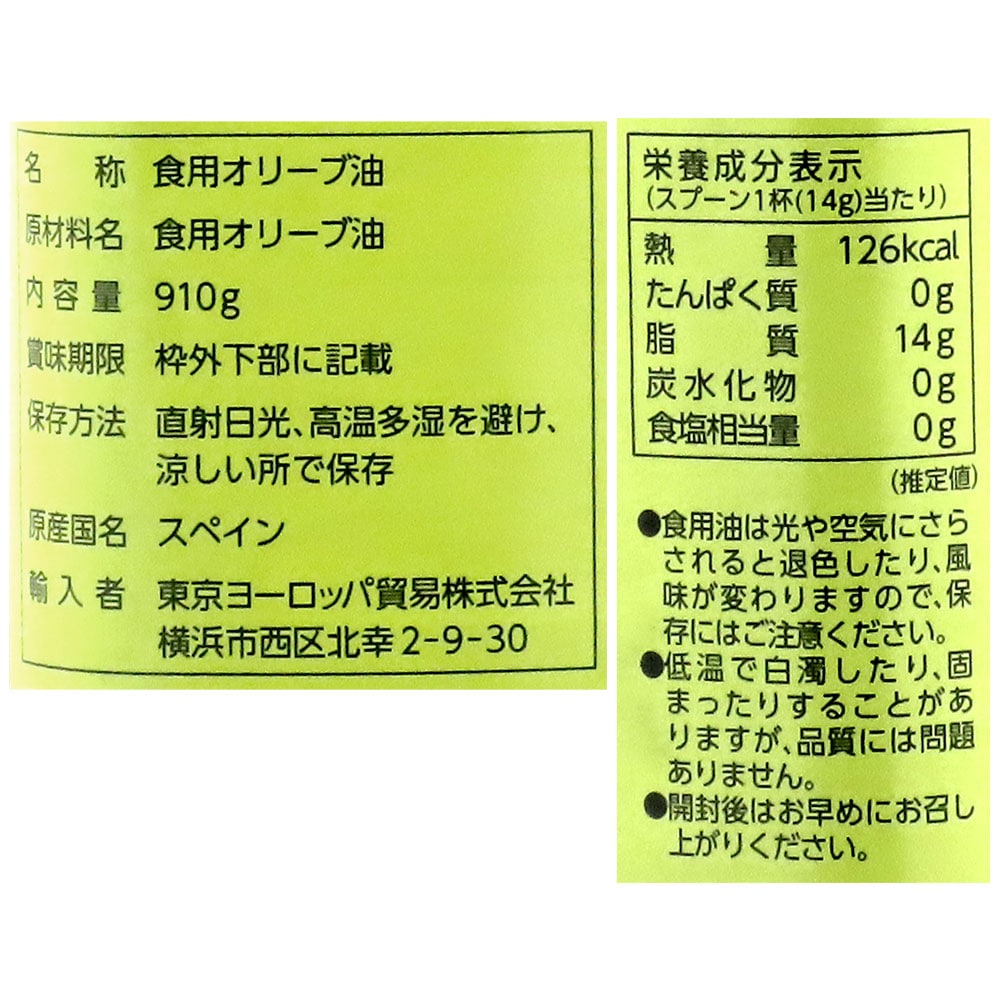 名称 食用オリーブ油
原材料名 食用オリーブ油
内容量 910g
賞味期限 枠外下部に記載
保存方法 直射日光、高温多湿を避け、
涼しい所で保存
原産国名 スペイン
輸入者 東京ヨーロッパ貿易株式会社
横浜市西区北幸2-9-30
栄養成分表示
(スプーン1杯(14g)当たり)
熱量 126kcal
たんぱく質 0g
脂質 14g
炭水化物 0g
食塩相当量 0g
(推定値)
●食用油は光や空気にさら
されると退色したり、風
味が変わりますので、保
存にはご注意ください。
●低温で白濁したり、固
まったりすることがあ
りますが、品質には問題
ありません。
●開封後はお早めにお召し
上がりください。